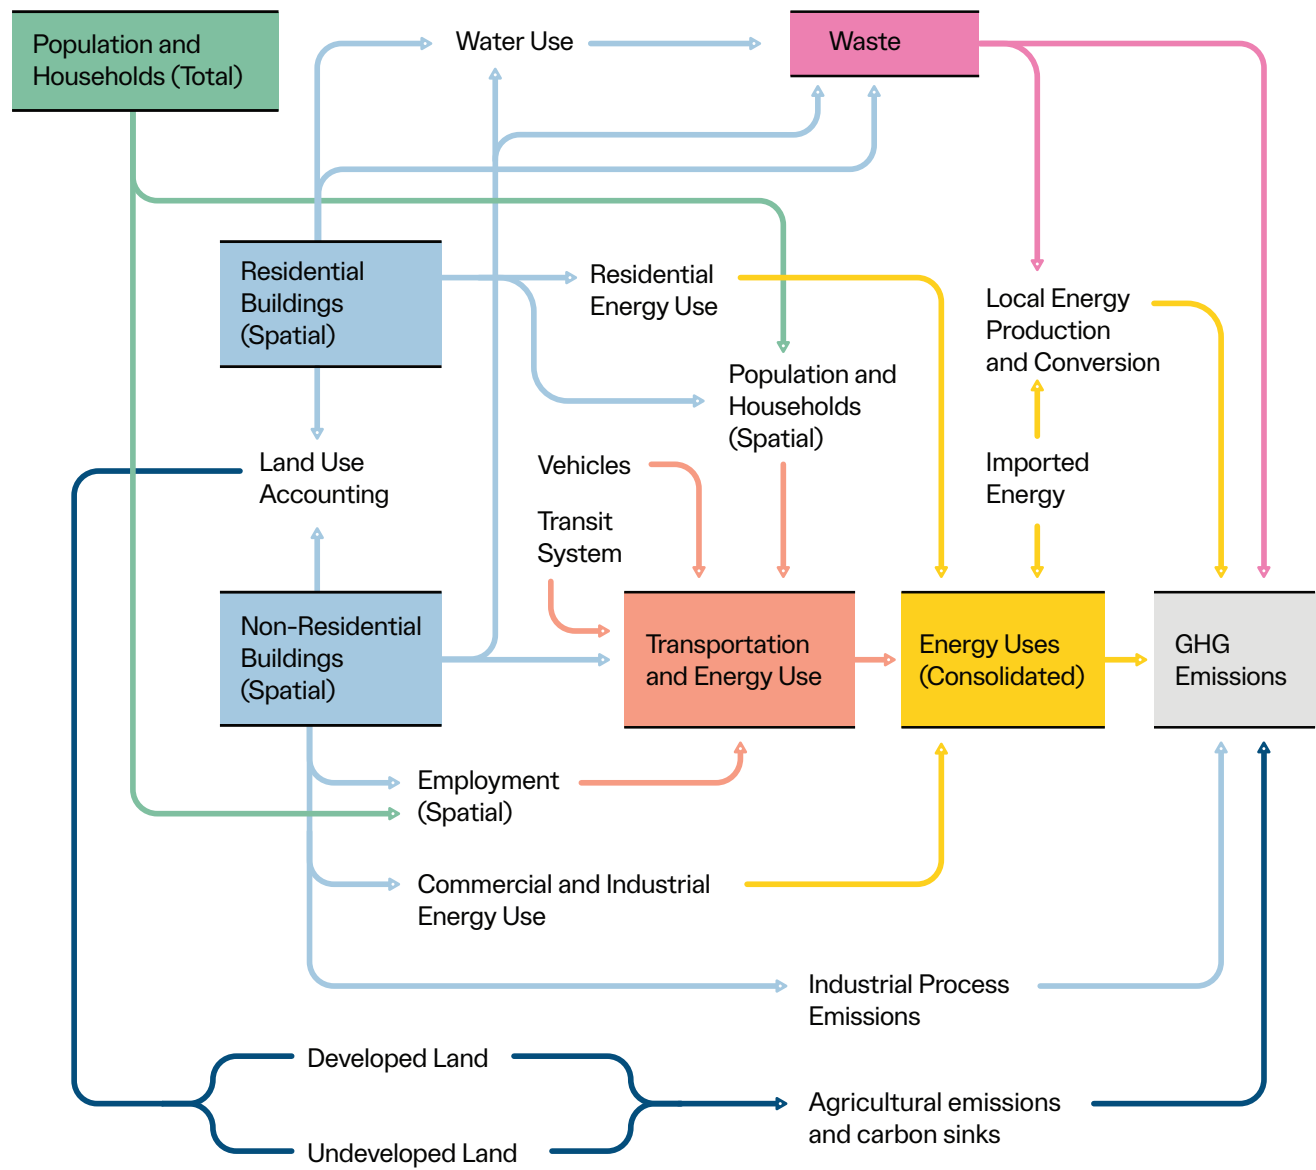 Population and
Households (Total)
Water Use
Waste
Residential
Buildings
(Spatial)
Residential
Energy Use
Local Energy
Production
and Conversion
Population and
Households
(Spatial)
Land Use
Accounting
Vehicles
Imported
Energy
Transit
System
Non-Residential
Buildings
(Spatial)
Transportation
and Energy Use
Energy Uses
(Consolidated)
GHG
Emissions
Employment
(Spatial)
Commercial and Industrial
Energy Use
Industrial Process
Emissions
Developed Land
Agricultural emissions
and carbon sinks
Undeveloped Land